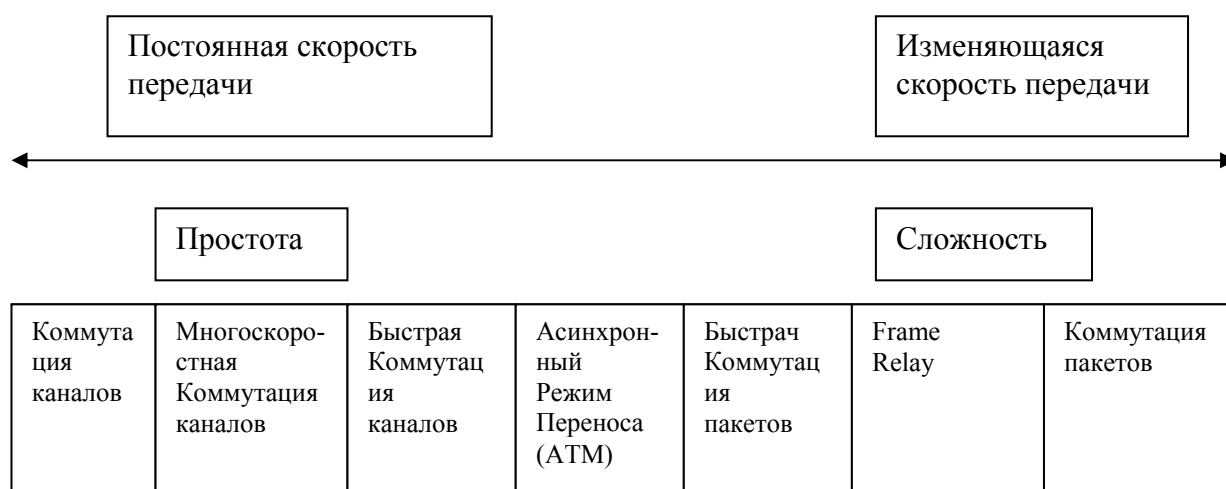 Постоянная скорость
передачи
Изменяющаяся
скорость передачи
Простота
Сложность
Коммута
ция
каналов
Многоскоро-
стная
Коммутация
каналов
Быстрая
Коммутац
ия
каналов
Асинхрон-
ный
Режим
Переноса
(АТМ)
Быстрач
Коммутац
ия
пакетов
Frame
Relay
Коммутация
пакетов